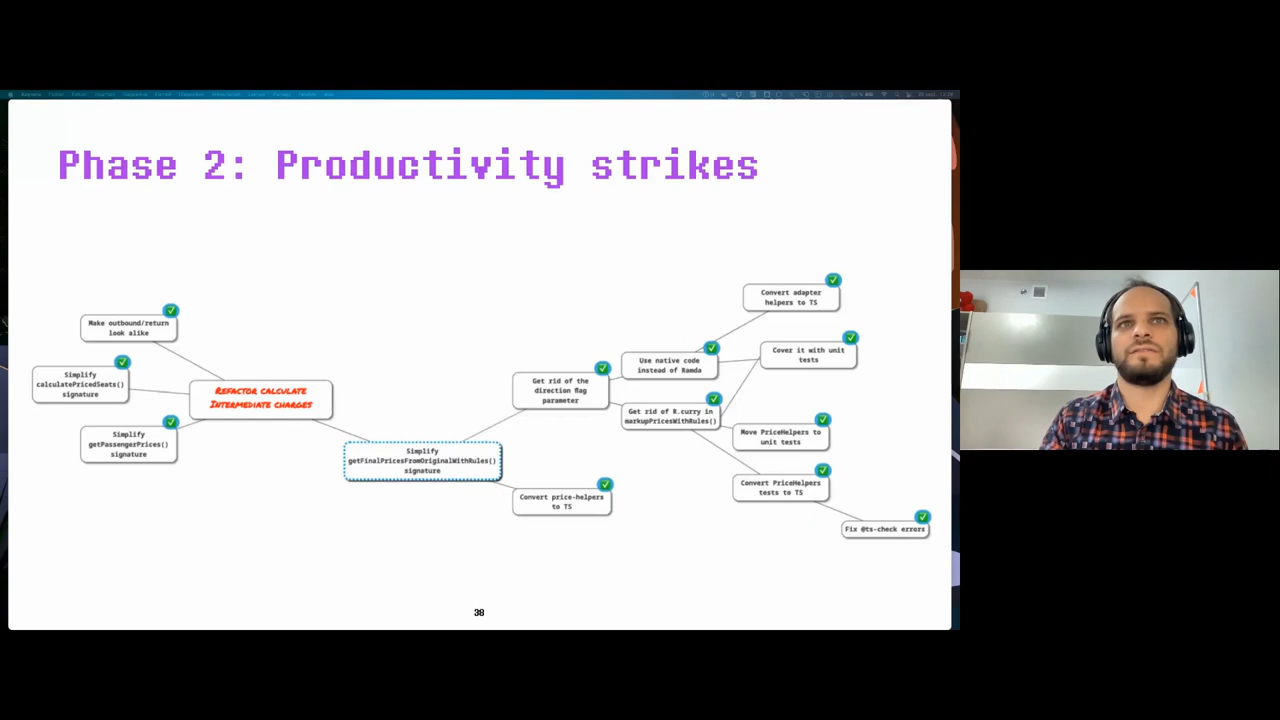 Phase 2: Productivity strikes
Make outbound/return
look alike
Simplify
calculatePricedSeats()
signature
Simplify
getPassengerPrices()
signature
REFACTOR CALCULATE
INTERMEDIATE CHARGES
Simplify
getFinalPricesFromOriginalWithRules()
signature
Get rid of the
direction flag
parameter
Convert price-helpers
to TS
Use native code
instead of Ramda
Get rid of R.curry in
markupPricesWithRules()
Convert adapter
helpers to TS
Cover it with unit
tests
Move PriceHelpers to
unit tests
Convert PriceHelpers
tests to TS
Fix @ts-check errors
38